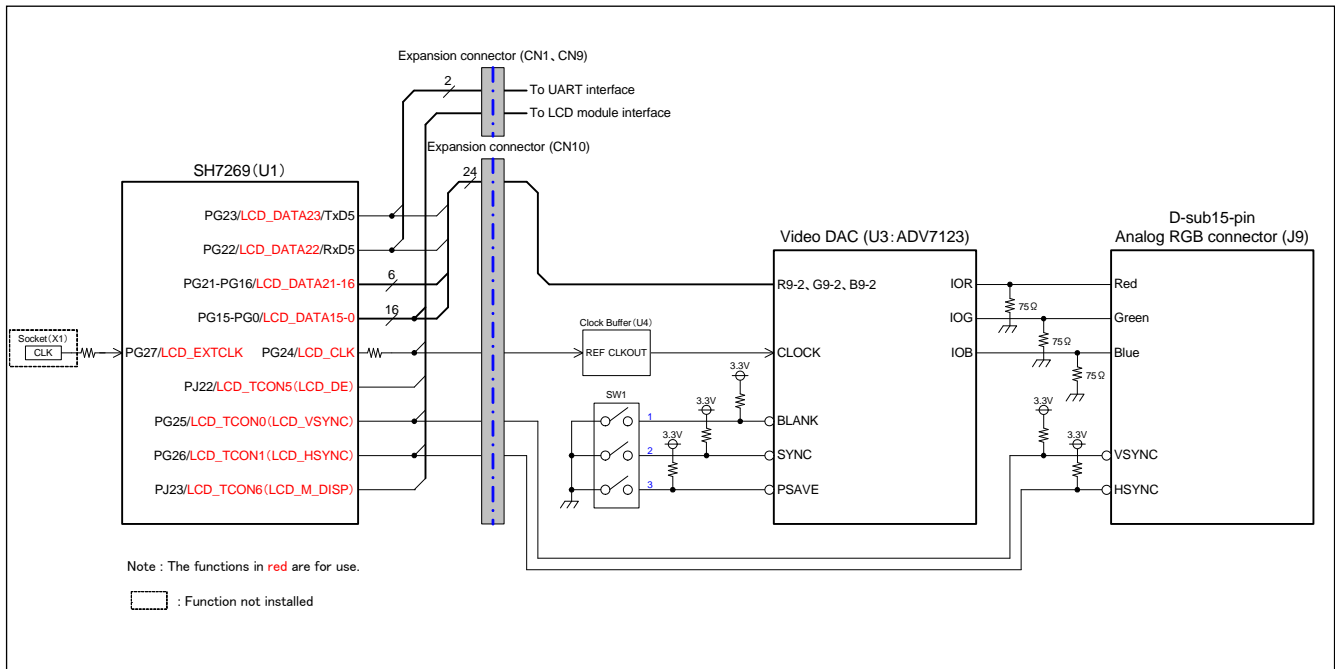 Expansion connector (CN1、CN9)
2
To UART interface
To LCD module interface
Expansion connector (CN10)
24
SH7269(U1)
PG23/LCD_DATA23/TxD5
PG22/LCD_DATA22/RxD5
PG21-PG16/LCD_DATA21-16
6
PG15-PG0/LCD_DATA15-0
16
Socket(X1)
CLK
PG27/LCD_EXTCLK
PG24/LCD_CLK
PJ22/LCD_TCON5(LCD_DE)
PG25/LCD_TCON0(LCD_VSYNC)
PG26/LCD_TCON1(LCD_HSYNC)
PJ23/LCD_TCON6(LCD_M_DISP)
Clock Buffer(U4)
REF CLKOUT
SW1
1
2
3
3.3V
3.3V
3.3V
Video DAC (U3:ADV7123)
R9-2、G9-2、B9-2
CLOCK
BLANK
SYNC
PSAVE
IOR
IOG
IOB
75Ω
75Ω
75Ω
3.3V
3.3V
D-sub15-pin
Analog RGB connector (J9)
Red
Green
Blue
VSYNC
HSYNC
Note : The functions in red are for use.
: Function not installed